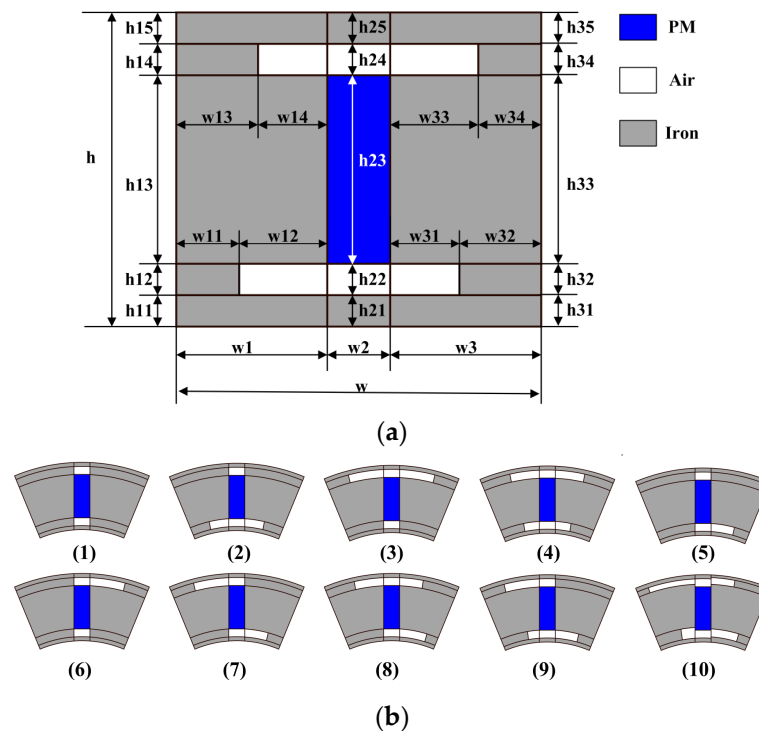 h15 h25 h35 PM
h14 h24 h34
Air
w13 w14 w33 w34
Iron
h h13 h23 h33
w11 w12 w31 w32
h12 h22 h32
h11 h21 h31
w1 w2 w3
w
(a)
(1) (2) (3) (4) (5)
(6) (7) (8) (9) (10)
(b)